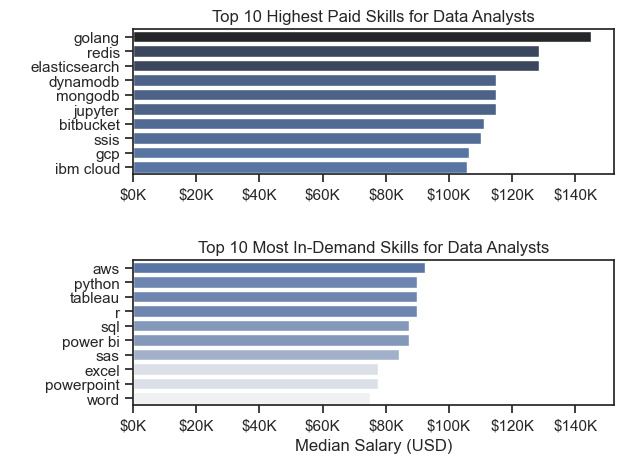 Top 10 Highest Paid Skills for Data Analysts
golang
redis
elasticsearch
dynamodb
mongodb
jupyter
bitbucket
ssis
gcp
ibm cloud
$0K $20K $40K $60K $80K $100K $120K $140K
Top 10 Most In-Demand Skills for Data Analysts
aws
python
tableau
r
sql
power bi
sas
excel
powerpoint
word
$0K $20K $40K $60K $80K $100K $120K $140K
Median Salary (USD)